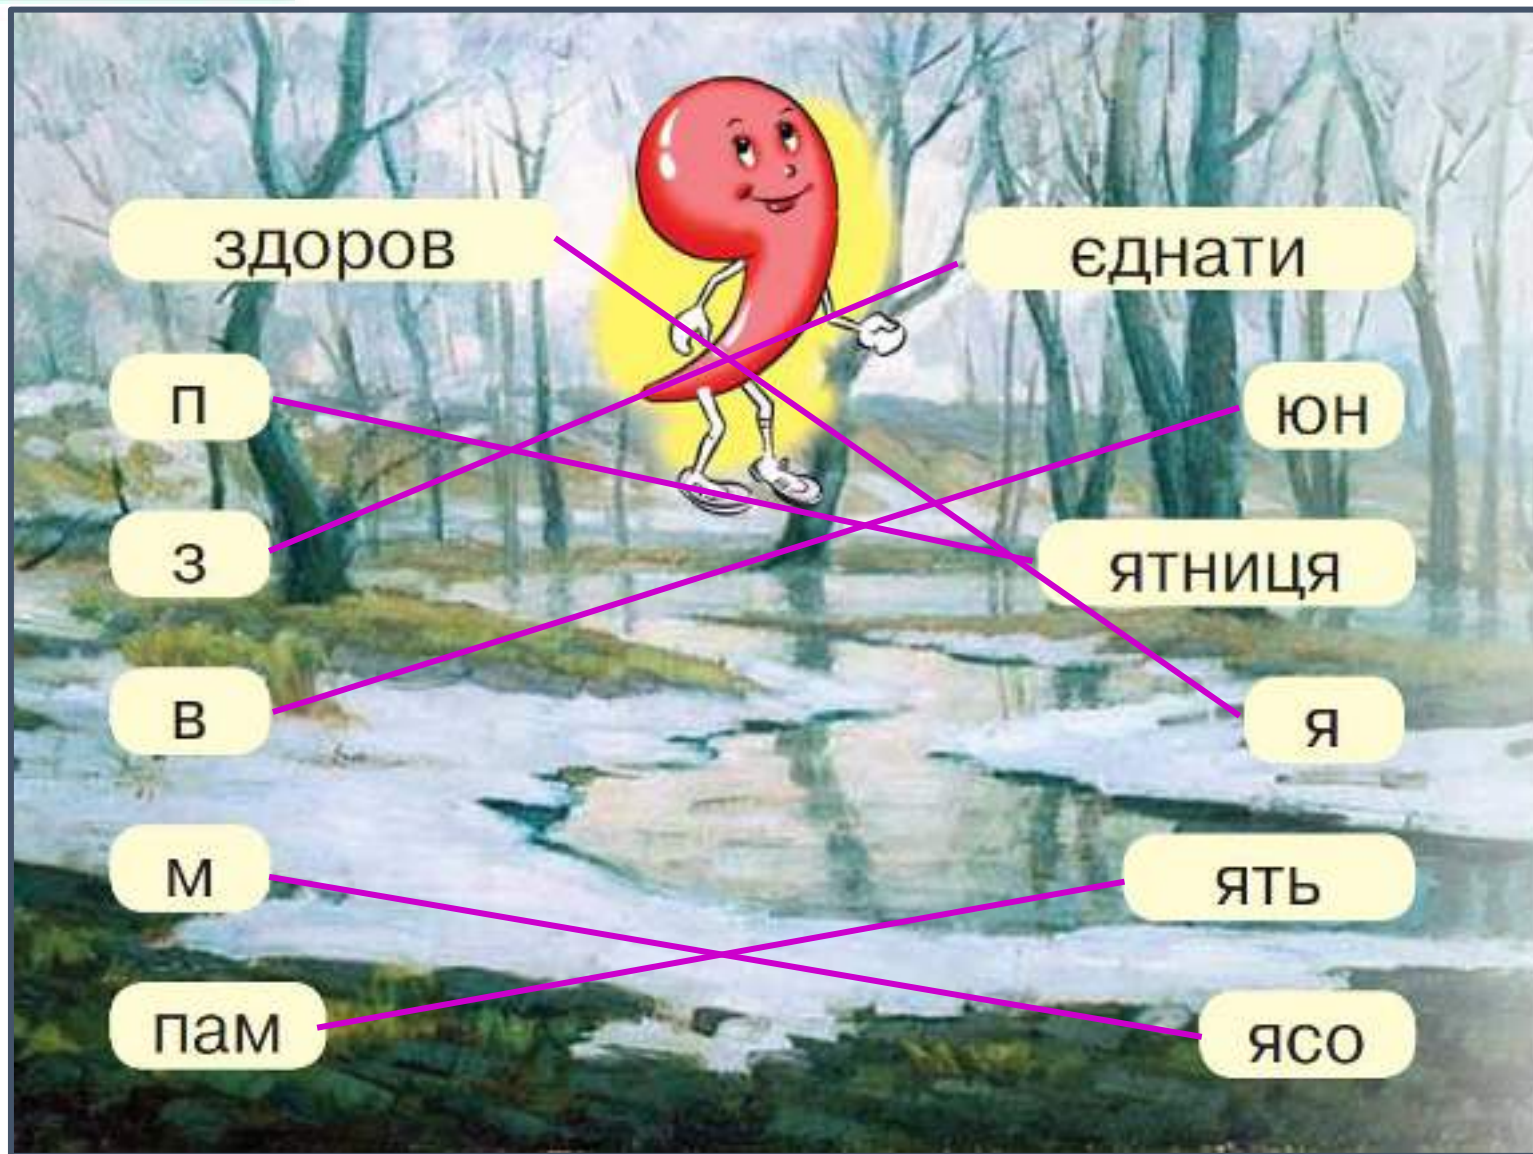 здоров
єднати
п
юн
з
ятниця
в
я
м
ять
пам
ясо